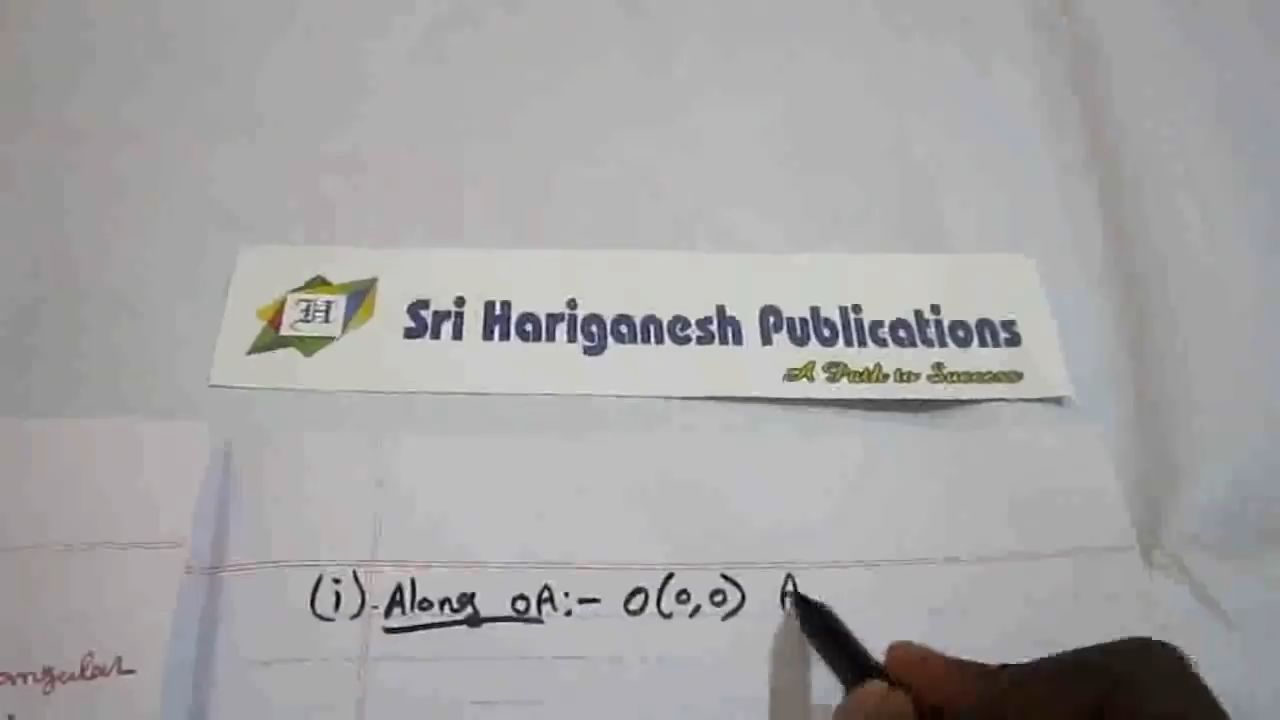 H
Sri Hariganesh Publications
A Path to Success
(i). Along OA:- O(0,0) A